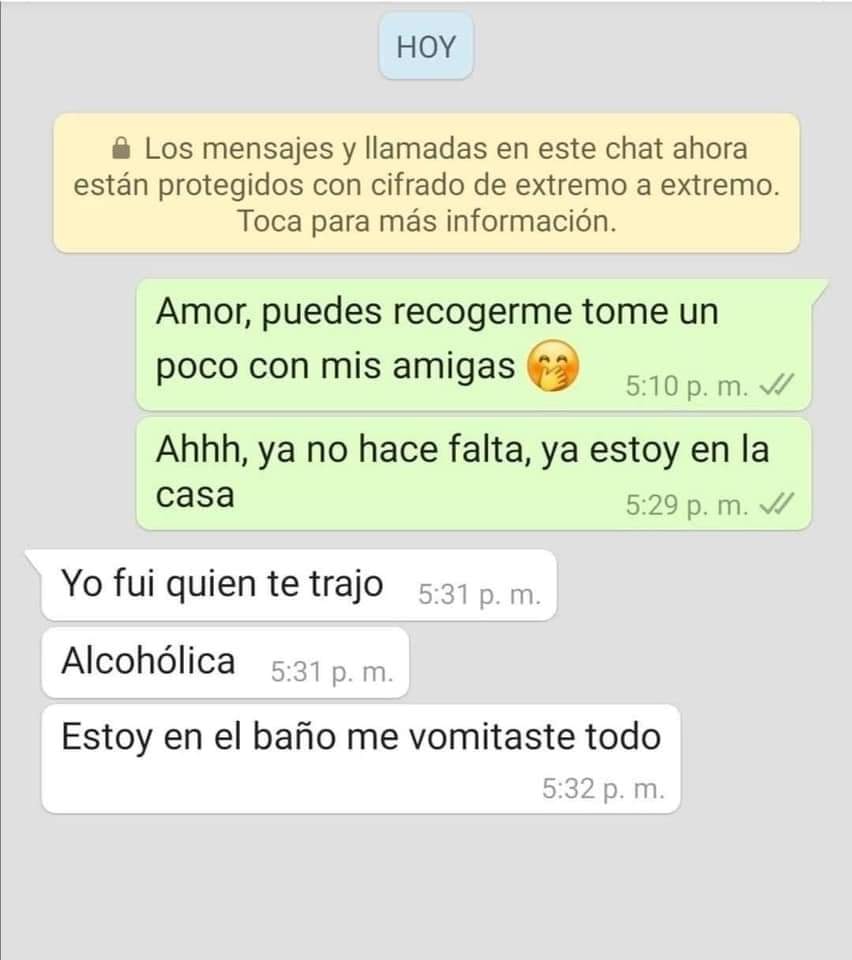 HOY
Los mensajes y llamadas en este chat ahora
están protegidos con cifrado de extremo a extremo.
Toca para más información.
Amor, puedes recogerme tome un
poco con mis amigas 🤭 5:10 p. m.
Ahhh, ya no hace falta, ya estoy en la
casa 5:29 p. m.
Yo fui quien te trajo 5:31 p. m.
Alcohólica 5:31 p. m.
Estoy en el baño me vomitaste todo
5:32 p. m.